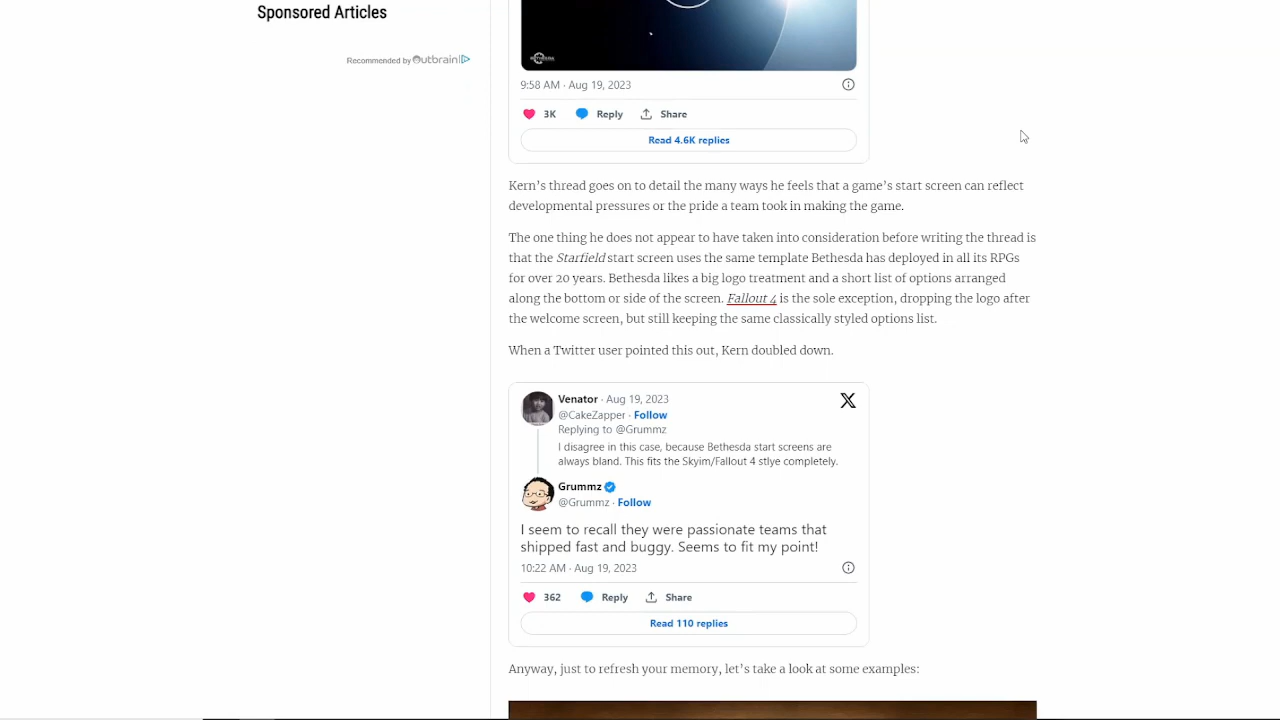 Sponsored Articles
Recommended by Outbrain
9:58 AM · Aug 19, 2023
3K Reply Share
Read 4.6K replies
Kern's thread goes on to detail the many ways he feels that a game's start screen can reflect
developmental pressures or the pride a team took in making the game.
The one thing he does not appear to have taken into consideration before writing the thread is
that the Starfield start screen uses the same template Bethesda has deployed in all its RPGs
for over 20 years. Bethesda likes a big logo treatment and a short list of options arranged
along the bottom or side of the screen. Fallout 4 is the sole exception, dropping the logo after
the welcome screen, but still keeping the same classically styled options list.
When a Twitter user pointed this out, Kern doubled down.
Venator · Aug 19, 2023
@CakeZapper · Follow
Replying to @Grummz
I disagree in this case, because Bethesda start screens are
always bland. This fits the Skyim/Fallout 4 stlye completely.
Grummz
@Grummz · Follow
I seem to recall they were passionate teams that
shipped fast and buggy. Seems to fit my point!
10:22 AM · Aug 19, 2023
362 Reply Share
Read 110 replies
Anyway, just to refresh your memory, let's take a look at some examples: